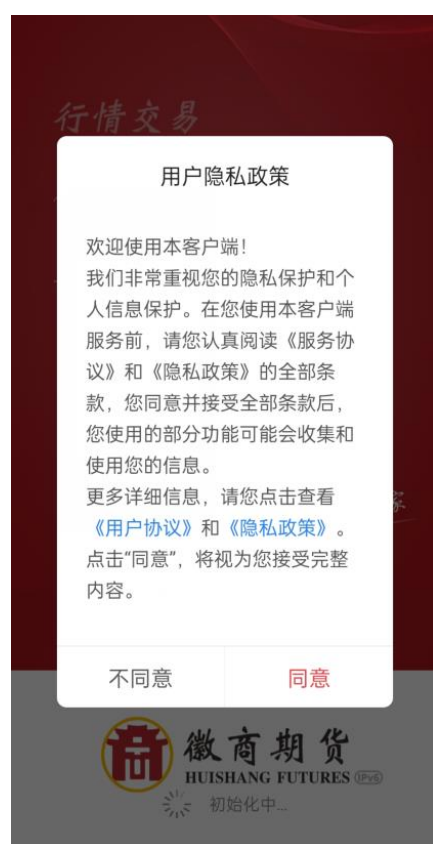 行情交易
用户隐私政策
欢迎使用本客户端！
我们非常重视您的隐私保护和个
人信息保护。在您使用本客户端
服务前，请您认真阅读《服务协
议》和《隐私政策》的全部条
款，您同意并接受全部条款后，
您使用的部分功能可能会收集和
使用您的信息。
更多详细信息，请您点击查看
《用户协议》和《隐私政策》。
点击“同意”，将视为您接受完整
内容。
不同意
同意
徽商期货
HUISHANG FUTURES IPv6
初始化中...